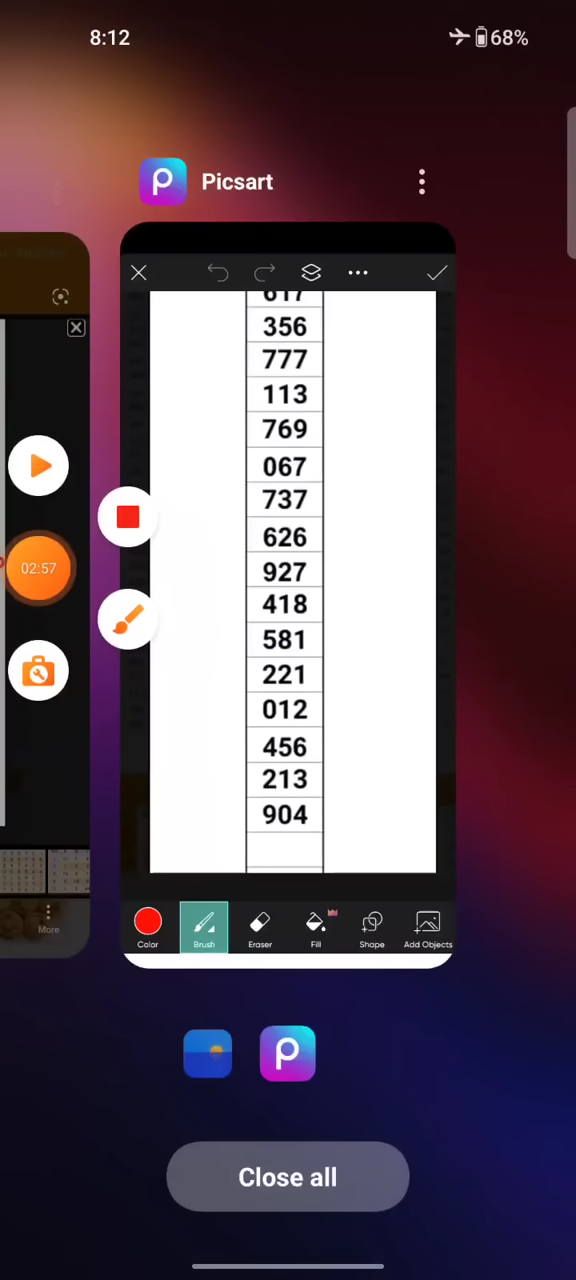 8:12
68%
Picsart
617
356
777
113
769
067
737
626
927
418
581
221
012
456
213
904
02:57
More
Color
Brush
Eraser
Fill
Shape
Add Objects
Close all